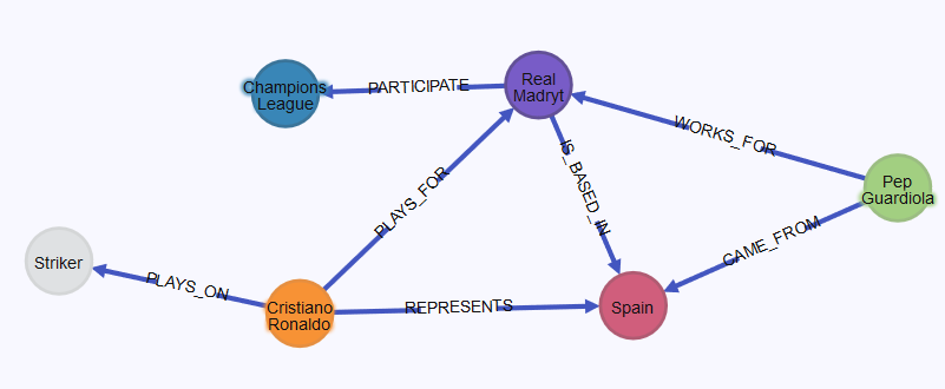 Champions
League
PARTICIPATE
Real
Madryt
WORKS_FOR
Pep
Guardiola
IS_BASED_IN
PLAYS_FOR
CAME_FROM
Striker
PLAYS_ON
Cristiano
Ronaldo
REPRESENTS
Spain